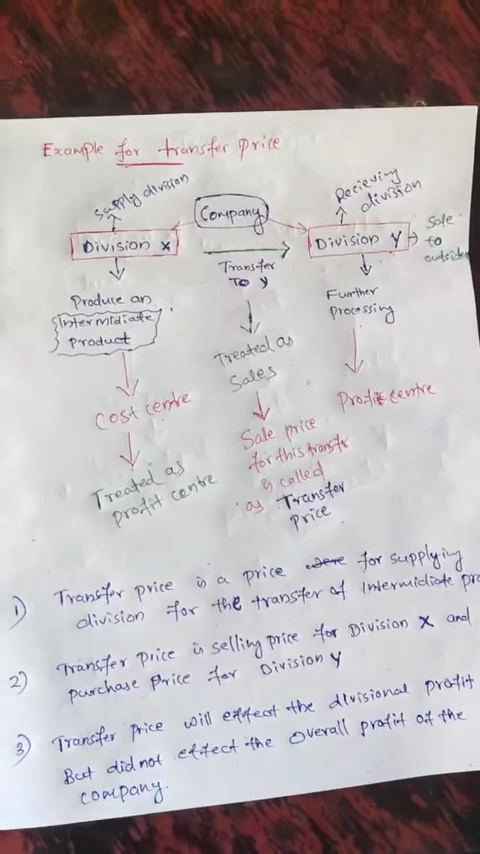 Example for transfer price
Supply division
Company
Recieving
division
Division X
Division Y
Sale
to
outsider
Transfer
To Y
Produce an
Intermidiate
Product
Further
Processing
Treated as
Sales
Cost centre
Profit centre
Treated as
profit centre
Sale price
for this transfer
is called
as Transfer
Price
1) Transfer price is a price were for supplying
division for the transfer of Intermidiate pro
2) Transfer Price is selling price for Division X and
purchase Price for Division Y
3) Transfer price will effect the divisional profit
But did not effect the overall profit of the
company.